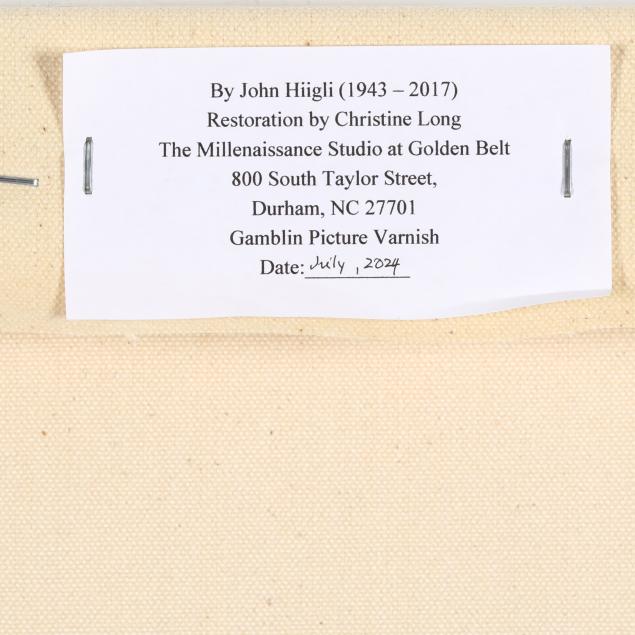 By John Hiigli (1943 – 2017)
Restoration by Christine Long
The Millenaissance Studio at Golden Belt
800 South Taylor Street,
Durham, NC 27701
Gamblin Picture Varnish
Date: July, 2024